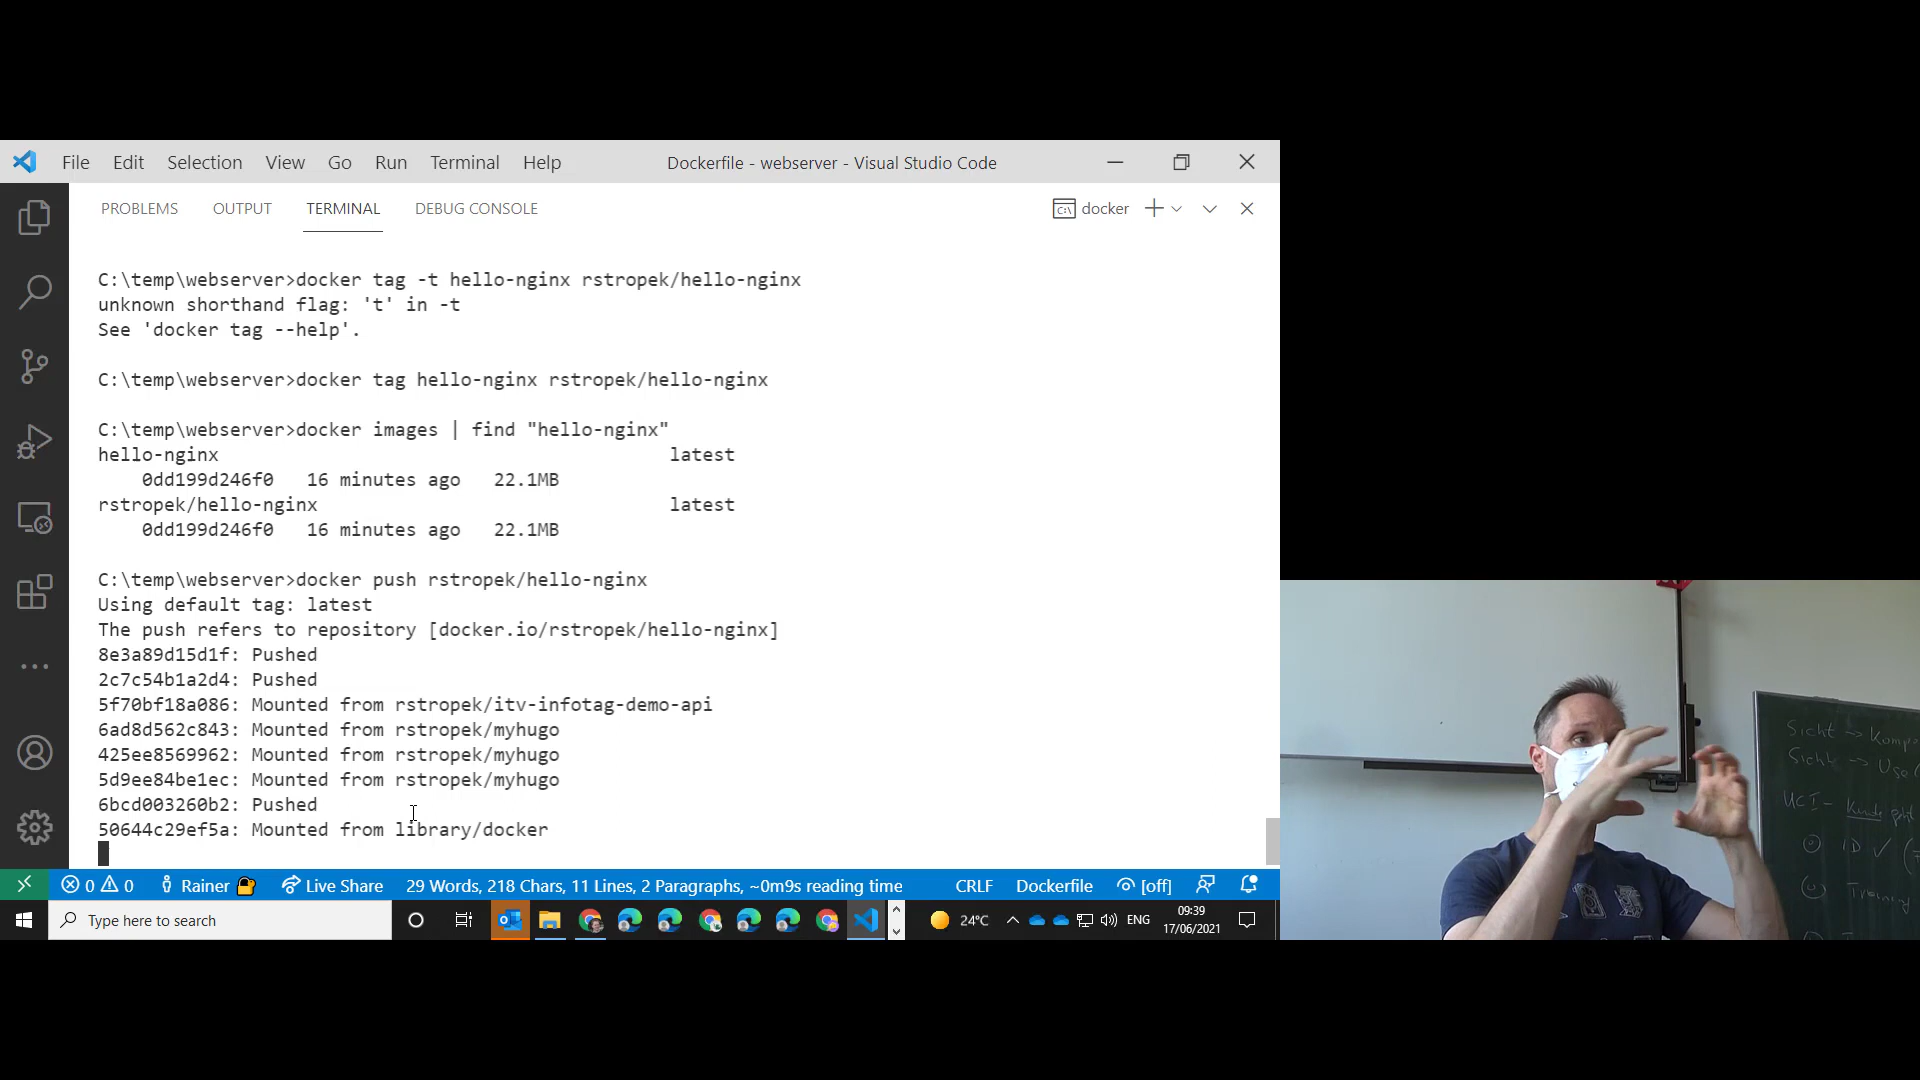 File Edit Selection View Go Run Terminal Help
Dockerfile - webserver - Visual Studio Code
PROBLEMS OUTPUT TERMINAL DEBUG CONSOLE
docker
C:\temp\webserver>docker tag -t hello-nginx rstropek/hello-nginx
unknown shorthand flag: 't' in -t
See 'docker tag --help'.
C:\temp\webserver>docker tag hello-nginx rstropek/hello-nginx
C:\temp\webserver>docker images | find "hello-nginx"
hello-nginx latest
0dd199d246f0 16 minutes ago 22.1MB
rstropek/hello-nginx latest
0dd199d246f0 16 minutes ago 22.1MB
C:\temp\webserver>docker push rstropek/hello-nginx
Using default tag: latest
The push refers to repository [docker.io/rstropek/hello-nginx]
8e3a89d15d1f: Pushed
2c7c54b1a2d4: Pushed
5f70bf18a086: Mounted from rstropek/itv-infotag-demo-api
6ad8d562c843: Mounted from rstropek/myhugo
425ee8569962: Mounted from rstropek/myhugo
5d9ee84be1ec: Mounted from rstropek/myhugo
6bcd003260b2: Pushed
50644c29ef5a: Mounted from library/docker
0 0 Rainer Live Share 29 Words, 218 Chars, 11 Lines, 2 Paragraphs, ~0m9s reading time CRLF Dockerfile [off]
Type here to search
24°C ENG
09:39
17/06/2021
Sicht →
Sicht →
UCI - Kunde geht
ID ✓
Training